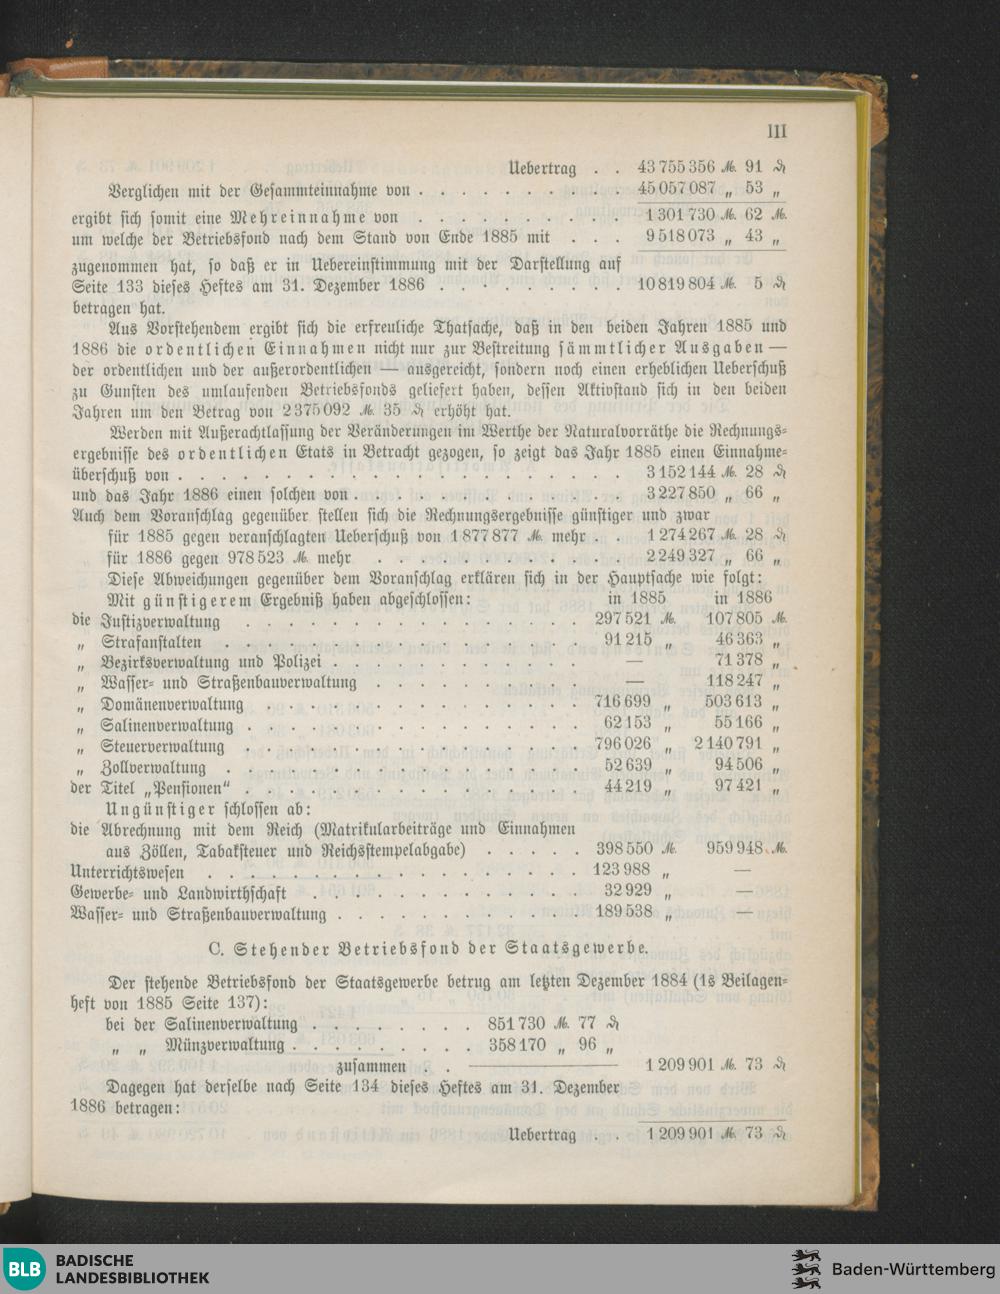 III
Uebertrag . . 43 755 356 ℳ. 91 ₰
Verglichen mit der Gesammteinnahme von . . . . . . . 45 057 087 „ 53 „
ergibt sich somit eine Mehreinnahme von . . . . . . . . 1 301 730 ℳ. 62 ℳ.
um welche der Betriebsfond nach dem Stand von Ende 1885 mit . . . 9 518 073 „ 43 „
zugenommen hat, so daß er in Uebereinstimmung mit der Darstellung auf
Seite 133 dieses Heftes am 31. Dezember 1886 . . . . . . . . . 10 819 804 ℳ. 5 ₰
betragen hat.
Aus Vorstehendem ergibt sich die erfreuliche Thatsache, daß in den beiden Jahren 1885 und
1886 die ordentlichen Einnahmen nicht nur zur Bestreitung sämmtlicher Ausgaben —
der ordentlichen und der außerordentlichen — ausgereicht, sondern noch einen erheblichen Ueberschuß
zu Gunsten des umlaufenden Betriebsfonds geliefert haben, dessen Aktivstand sich in den beiden
Jahren um den Betrag von 2 375 092 ℳ. 35 ₰ erhöht hat.
Werden mit Außerachtlassung der Veränderungen im Werthe der Naturalvorräthe die Rechnungs-
ergebnisse des ordentlichen Etats in Betracht gezogen, so zeigt das Jahr 1885 einen Einnahme-
überschuß von . . . . . . . . . . . . . . . . . 3 152 144 ℳ. 28 ₰
und das Jahr 1886 einen solchen von . . . . . . . . . . . . 3 227 850 „ 66 „
Auch dem Voranschlag gegenüber stellen sich die Rechnungsergebnisse günstiger und zwar
für 1885 gegen veranschlagten Ueberschuß von 1 877 877 ℳ. mehr . . 1 274 267 ℳ. 28 ₰
für 1886 gegen 978 523 ℳ. mehr . . . . . . . . . . 2 249 327 „ 66 „
Diese Abweichungen gegenüber dem Voranschlag erklären sich in der Hauptsache wie folgt:
Mit günstigerem Ergebniß haben abgeschlossen: in 1885 in 1886
die Justizverwaltung . . . . . . . . . . . . . 297 521 ℳ. 107 805 ℳ.
„ Strafanstalten . . . . . . . . . . . . . . 91 215 „ 46 363 „
„ Bezirksverwaltung und Polizei . . . . . . . . . . — 71 378 „
„ Wasser- und Straßenbauverwaltung . . . . . . . . . — 118 247 „
„ Domänenverwaltung . . . . . . . . . . . . 716 699 „ 503 613 „
„ Salinenverwaltung . . . . . . . . . . . . . 62 153 „ 55 166 „
„ Steuerverwaltung . . . . . . . . . . . . . 796 026 „ 2 140 791 „
„ Zollverwaltung . . . . . . . . . . . . . . 52 639 „ 94 506 „
der Titel „Pensionen“ . . . . . . . . . . . . . 44 219 „ 97 421 „
Ungünstiger schlossen ab:
die Abrechnung mit dem Reich (Matrikularbeiträge und Einnahmen
aus Zöllen, Tabaksteuer und Reichsstempelabgabe) . . . . . 398 550 ℳ. 959 948 ℳ.
Unterrichtswesen . . . . . . . . . . . . . . 123 988 „ —
Gewerbe- und Landwirthschaft . . . . . . . . . . . 32 929 „ —
Wasser- und Straßenbauverwaltung . . . . . . . . . . 189 538 „ —
C. Stehender Betriebsfond der Staatsgewerbe.
Der stehende Betriebsfond der Staatsgewerbe betrug am letzten Dezember 1884 (1s Beilagen-
heft von 1885 Seite 137):
bei der Salinenverwaltung . . . . . . . . 851 730 ℳ. 77 ₰
„ „ Münzverwaltung . . . . . . . . . 358 170 „ 96 „
zusammen . . 1 209 901 ℳ. 73 ₰
Dagegen hat derselbe nach Seite 134 dieses Heftes am 31. Dezember
1886 betragen:
Uebertrag . . 1 209 901 ℳ. 73 ₰
BLB
BADISCHE
LANDESBIBLIOTHEK
Baden-Württemberg